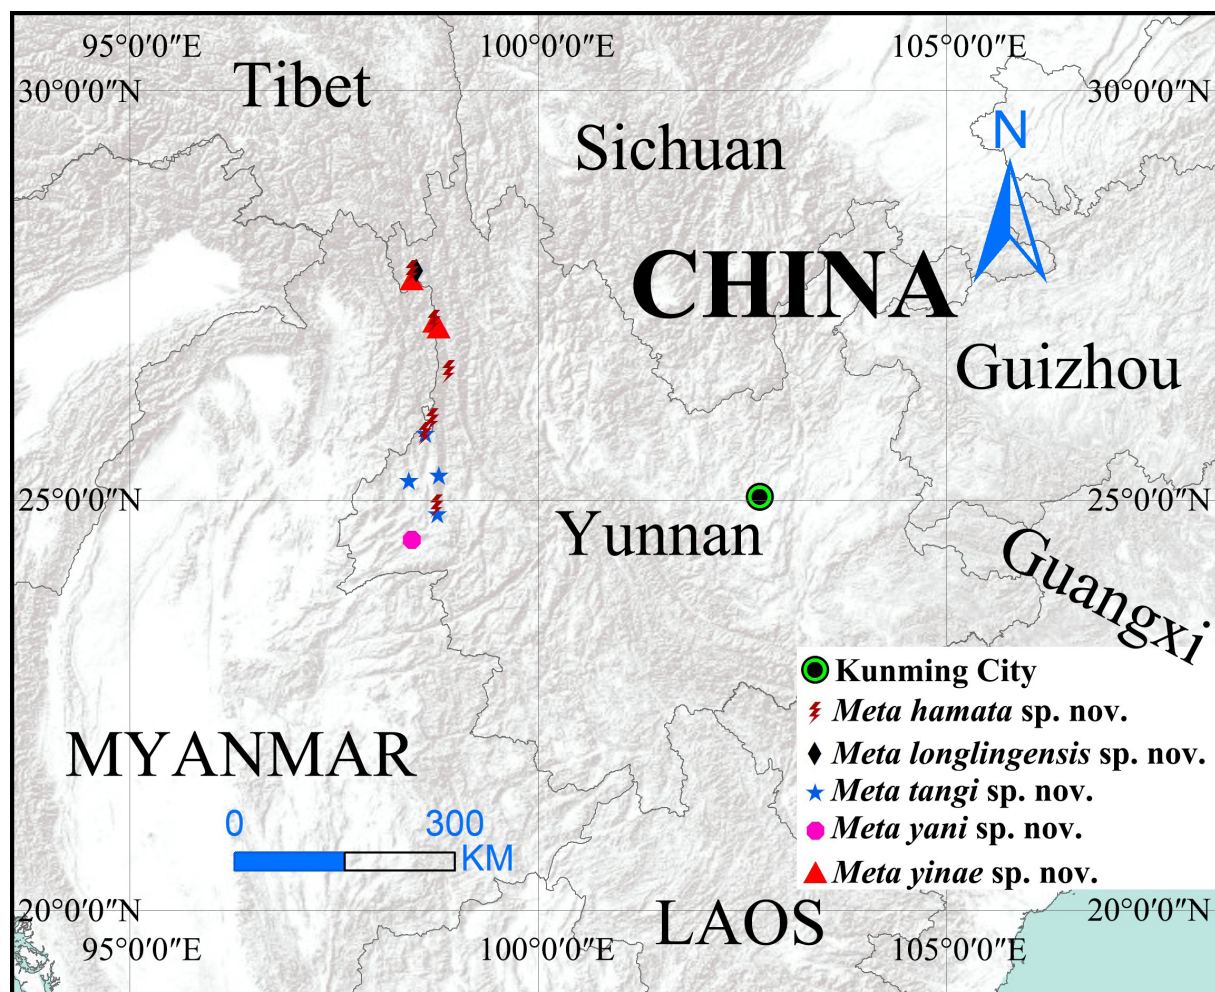 95°0′0″E 100°0′0″E 105°0′0″E
Tibet
30°0′0″N 30°0′0″N
N
Sichuan
CHINA
Guizhou
25°0′0″N 25°0′0″N
Yunnan
Guangxi
Kunming City
Meta hamata sp. nov.
Meta longlingensis sp. nov.
MYANMAR
Meta tangi sp. nov.
0 300
KM
Meta yani sp. nov.
Meta yinae sp. nov.
20°0′0″N 20°0′0″N
LAOS
95°0′0″E 100°0′0″E 105°0′0″E